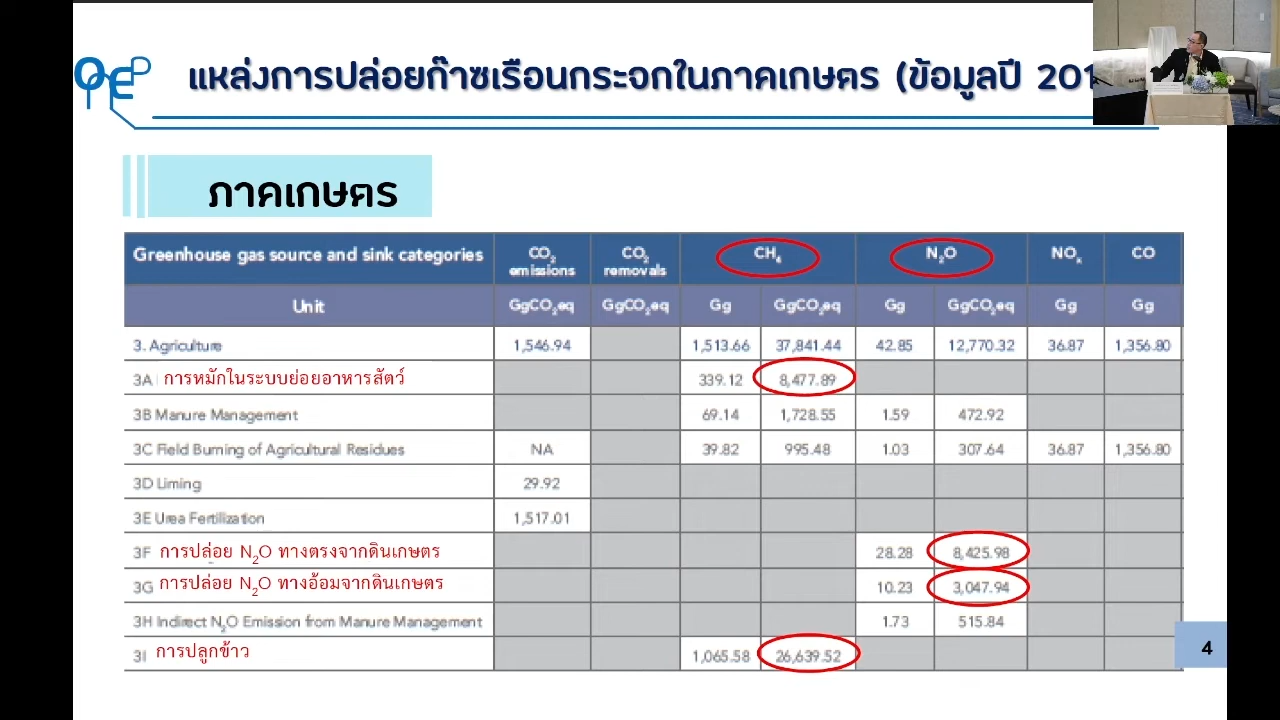 OAE
แหล่งการปล่อยก๊าซเรือนกระจกในภาคเกษตร (ข้อมูลปี 201
ภาคเกษตร
Greenhouse gas source and sink categories CO₂ emissions CO₂ removals CH₄ N₂O NOₓ CO
Unit GgCO₂eq GgCO₂eq Gg GgCO₂eq Gg GgCO₂eq Gg Gg
3. Agriculture 1,546.94 1,513.66 37,841.44 42.85 12,770.32 36.87 1,356.80
3A การหมักในระบบย่อยอาหารสัตว์ 339.12 8,477.89
3B Manure Management 69.14 1,728.55 1.59 472.92
3C Field Burning of Agricultural Residues NA 39.82 995.48 1.03 307.64 36.87 1,356.80
3D Liming 29.92
3E Urea Fertilization 1,517.01
3F การปล่อย N₂O ทางตรงจากดินเกษตร 28.28 8,425.98
3G การปล่อย N₂O ทางอ้อมจากดินเกษตร 10.23 3,047.94
3H Indirect N₂O Emission from Manure Management 1.73 515.84
3I การปลูกข้าว 1,065.58 26,639.52
4